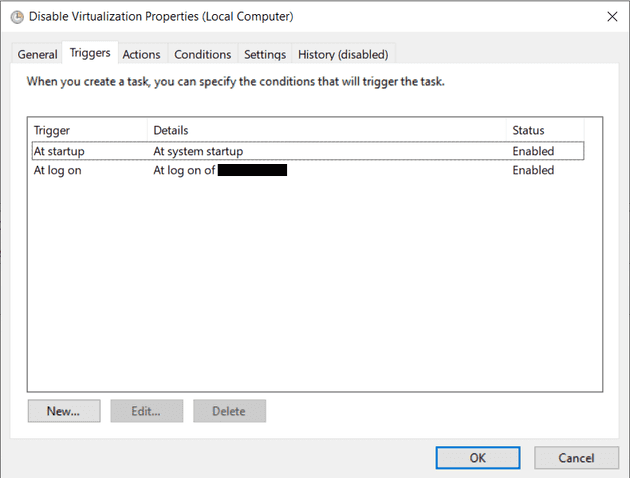 Disable Virtualization Properties (Local Computer)
General Triggers Actions Conditions Settings History (disabled)
When you create a task, you can specify the conditions that will trigger the task.
Trigger Details Status
At startup At system startup Enabled
At log on At log on of Enabled
New... Edit... Delete
OK Cancel